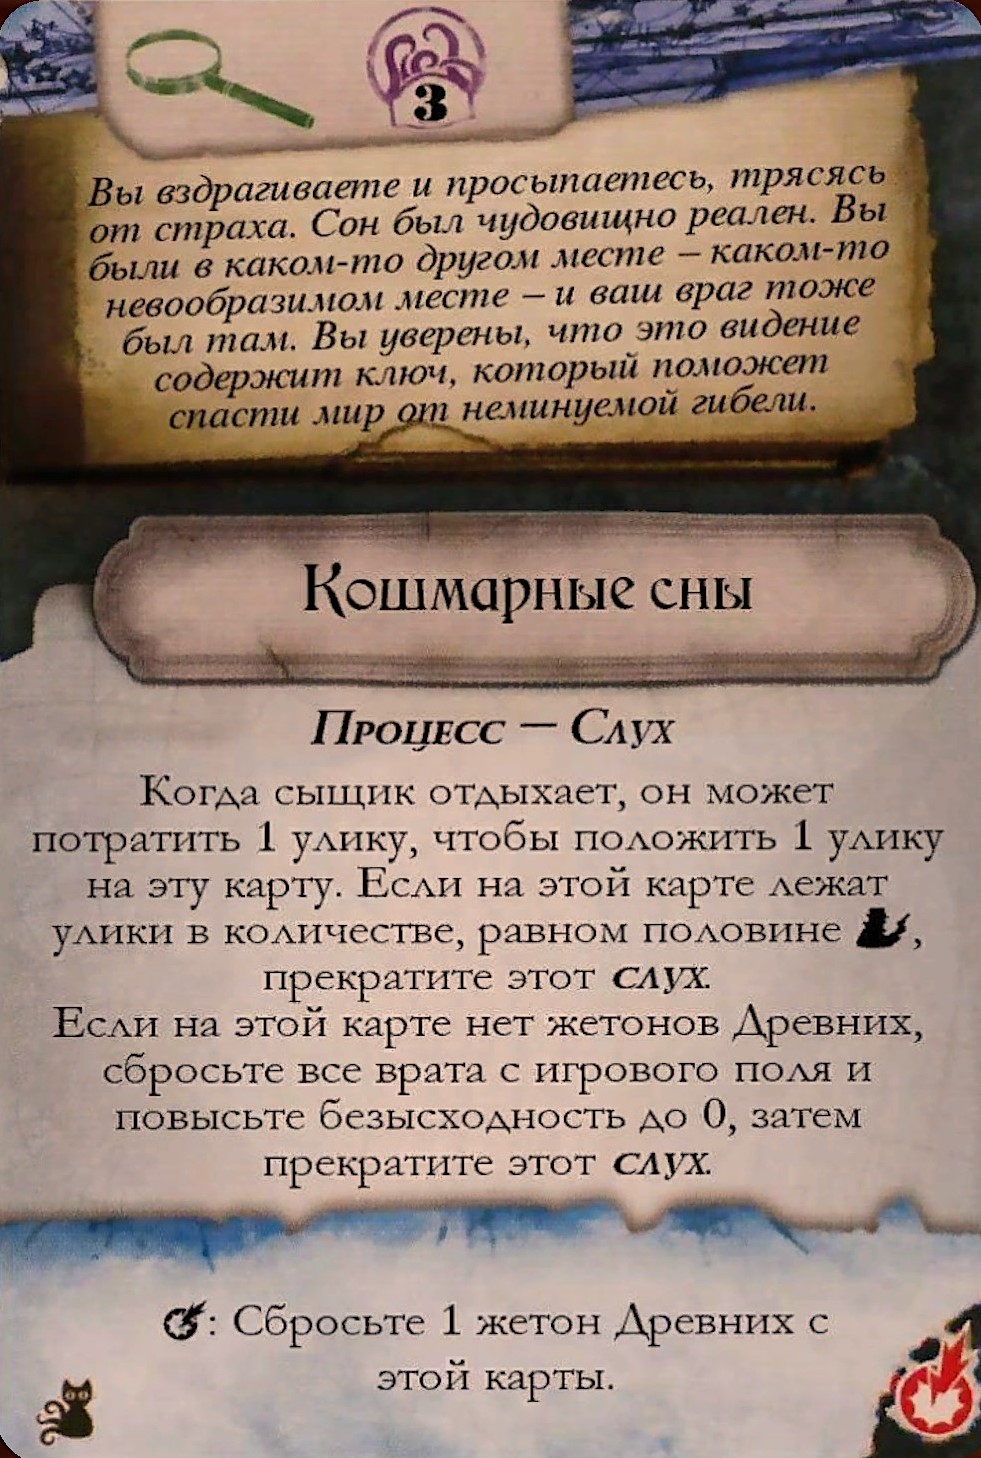 3
Вы вздрагиваете и просыпаетесь, трясясь
от страха. Сон был чудовищно реален. Вы
были в каком-то другом месте – каком-то
невообразимом месте – и ваш враг тоже
был там. Вы уверены, что это видение
содержит ключ, который поможет
спасти мир от неминуемой гибели.
Кошмарные сны
Процесс — Слух
Когда сыщик отдыхает, он может
потратить 1 улику, чтобы положить 1 улику
на эту карту. Если на этой карте лежат
улики в количестве, равном половине ,
прекратите этот СЛУХ.
Если на этой карте нет жетонов Древних,
сбросьте все врата с игрового поля и
повысьте безысходность до 0, затем
прекратите этот СЛУХ.
: Сбросьте 1 жетон Древних с
этой карты.